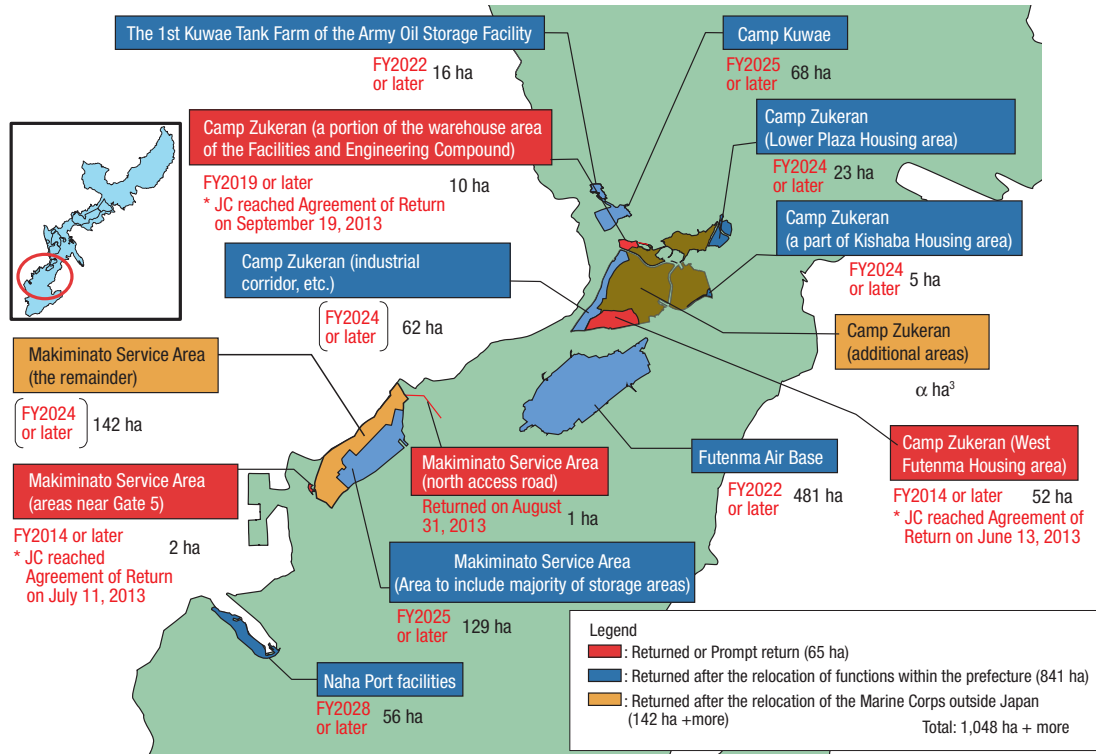 The 1st Kuwae Tank Farm of the Army Oil Storage Facility
FY2022
or later
16 ha
Camp Kuwae
FY2025
or later
68 ha
Camp Zukeran
(Lower Plaza Housing area)
FY2024
or later
23 ha
Camp Zukeran (a portion of the warehouse area
of the Facilities and Engineering Compound)
FY2019 or later
10 ha
* JC reached Agreement of Return
on September 19, 2013
Camp Zukeran
(a part of Kishaba Housing area)
FY2024
or later
5 ha
Camp Zukeran (industrial
corridor, etc.)
FY2024
or later
62 ha
Camp Zukeran
(additional areas)
α ha³
Makiminato Service Area
(the remainder)
FY2024
or later
142 ha
Makiminato Service Area
(north access road)
Returned on August
31, 2013
1 ha
Futenma Air Base
FY2022
or later
481 ha
Camp Zukeran (West
Futenma Housing area)
FY2014 or later
52 ha
* JC reached Agreement of
Return on June 13, 2013
Makiminato Service Area
(areas near Gate 5)
FY2014 or later
2 ha
* JC reached
Agreement of Return
on July 11, 2013
Makiminato Service Area
(Area to include majority of storage areas)
FY2025
or later
129 ha
Naha Port facilities
FY2028
or later
56 ha
Legend
: Returned or Prompt return (65 ha)
: Returned after the relocation of functions within the prefecture (841 ha)
: Returned after the relocation of the Marine Corps outside Japan
(142 ha +more)
Total: 1,048 ha + more